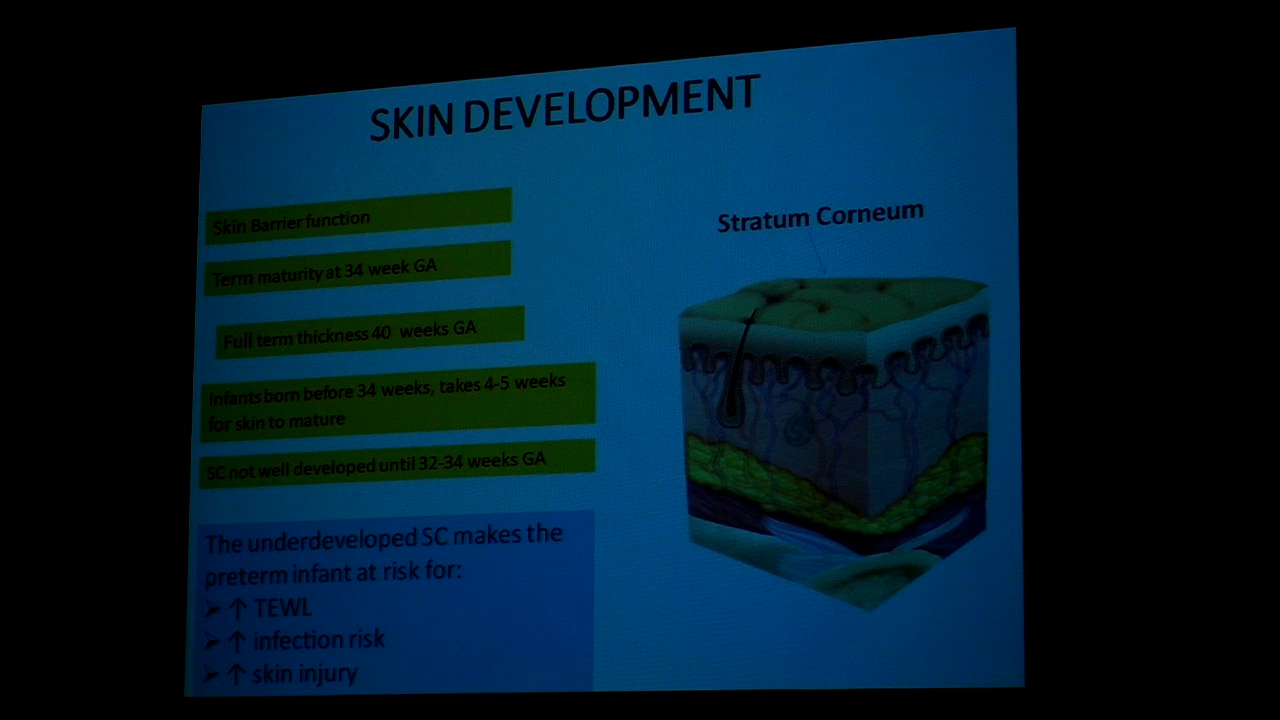 SKIN DEVELOPMENT
Skin Barrier function
Term maturity at 34 week GA
Full term thickness 40 weeks GA
Infants born before 34 weeks, takes 4-5 weeks
for skin to mature
SC not well developed until 32-34 weeks GA
The underdeveloped SC makes the
preterm infant at risk for:
➢ ↑ TEWL
➢ ↑ infection risk
➢ ↑ skin injury
Stratum Corneum